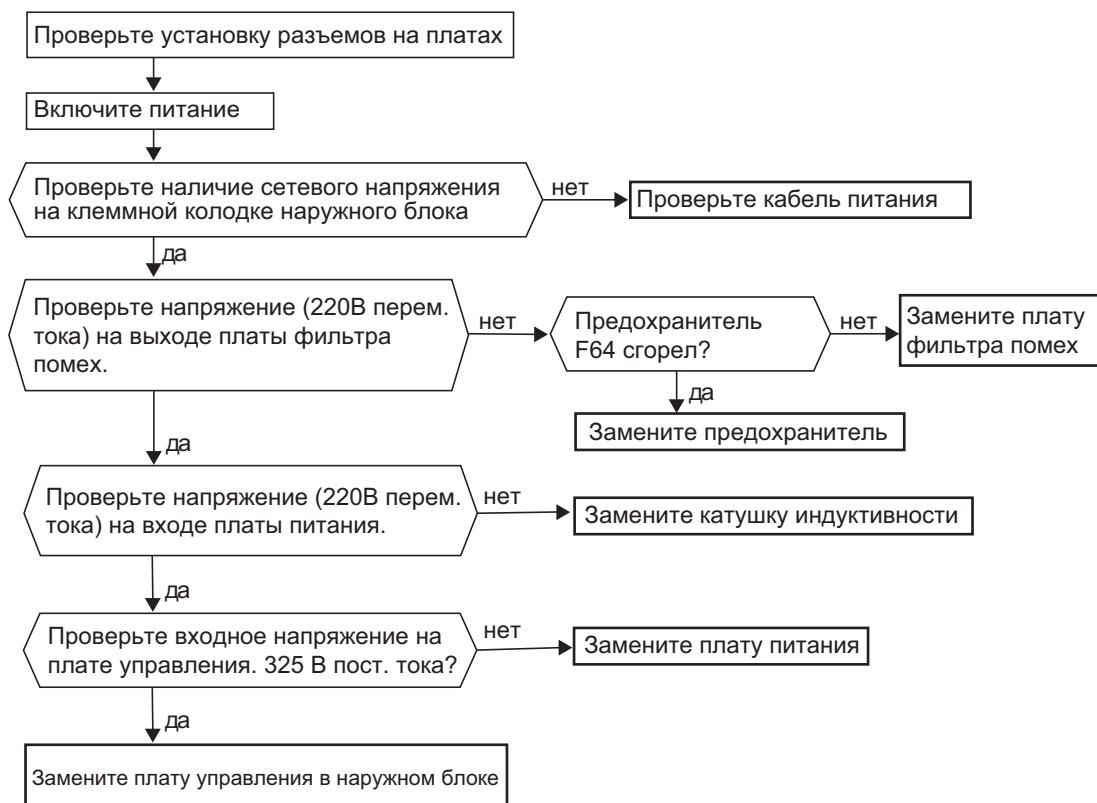 Проверьте установку разъемов на платах
Включите питание
Проверьте наличие сетевого напряжения
на клеммной колодке наружного блока
нет
Проверьте кабель питания
да
Проверьте напряжение (220В перем.
тока) на выходе платы фильтра
помех.
нет
Предохранитель
F64 сгорел?
нет
Замените плату
фильтра помех
да
Замените предохранитель
да
Проверьте напряжение (220В перем.
тока) на входе платы питания.
нет
Замените катушку индуктивности
да
Проверьте входное напряжение на
плате управления. 325 В пост. тока?
нет
Замените плату питания
да
Замените плату управления в наружном блоке